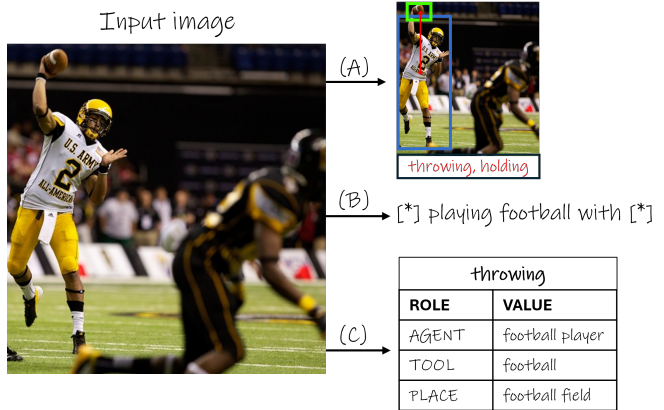 Input image
(A)
throwing, holding
(B)
[*] playing football with [*]
(C)
throwing
ROLE VALUE
AGENT football player
TOOL football
PLACE football field
U.S. ARMY
2
ALL-AMERICAN
2